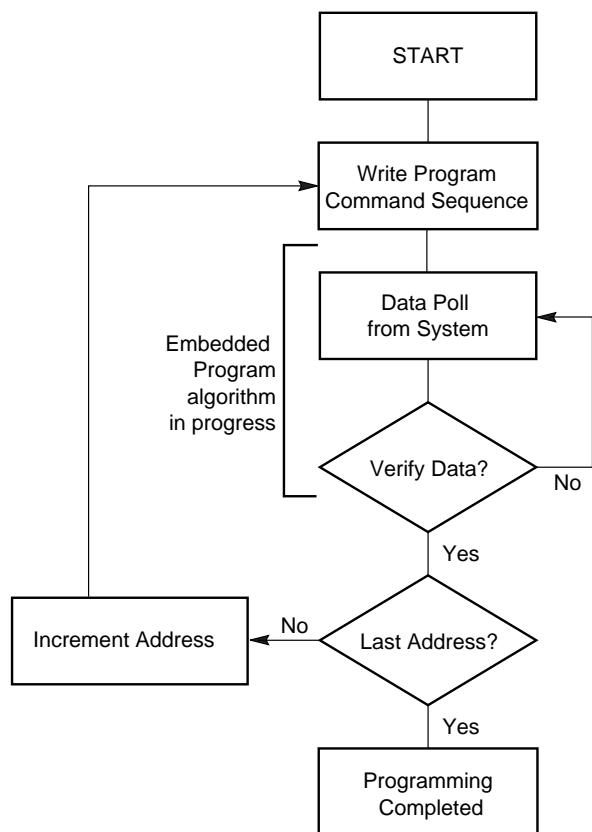 START
Write Program
Command Sequence
Data Poll
from System
Embedded
Program
algorithm
in progress
Verify Data?
No
Yes
Increment Address
No
Last Address?
Yes
Programming
Completed